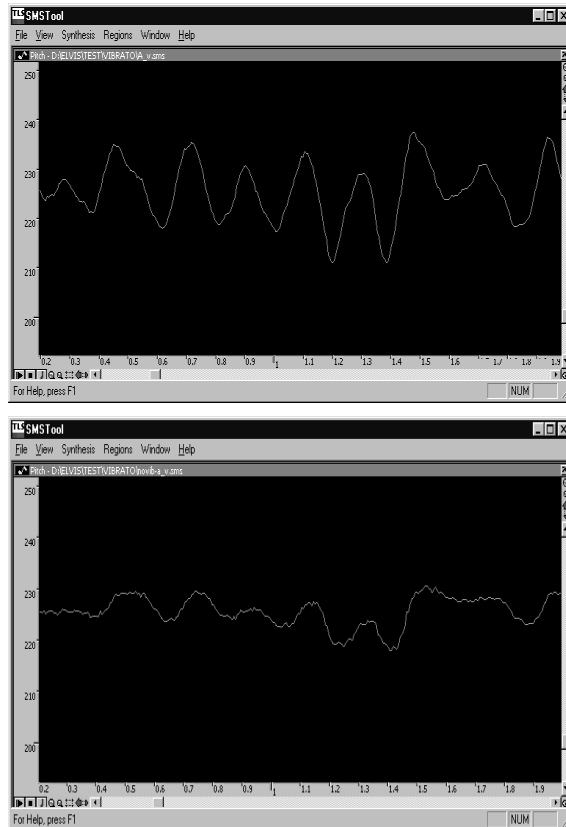 TLS SMSTool
File View Synthesis Regions Window Help
Pitch - D:\ELVIS\TEST\VIBRATO\A_v.sms
250
240
230
220
210
200
0.2 0.3 0.4 0.5 0.6 0.7 0.8 0.9 1 1.1 1.2 1.3 1.4 1.5 1.6 1.7 1.8 1.9
For Help, press F1
NUM
TLS SMSTool
File View Synthesis Regions Window Help
Pitch - D:\ELVIS\TEST\VIBRATO\novib-a_v.sms
250
240
230
220
210
200
0.2 0.3 0.4 0.5 0.6 0.7 0.8 0.9 1 1.1 1.2 1.3 1.4 1.5 1.6 1.7 1.8 1.9
For Help, press F1
NUM